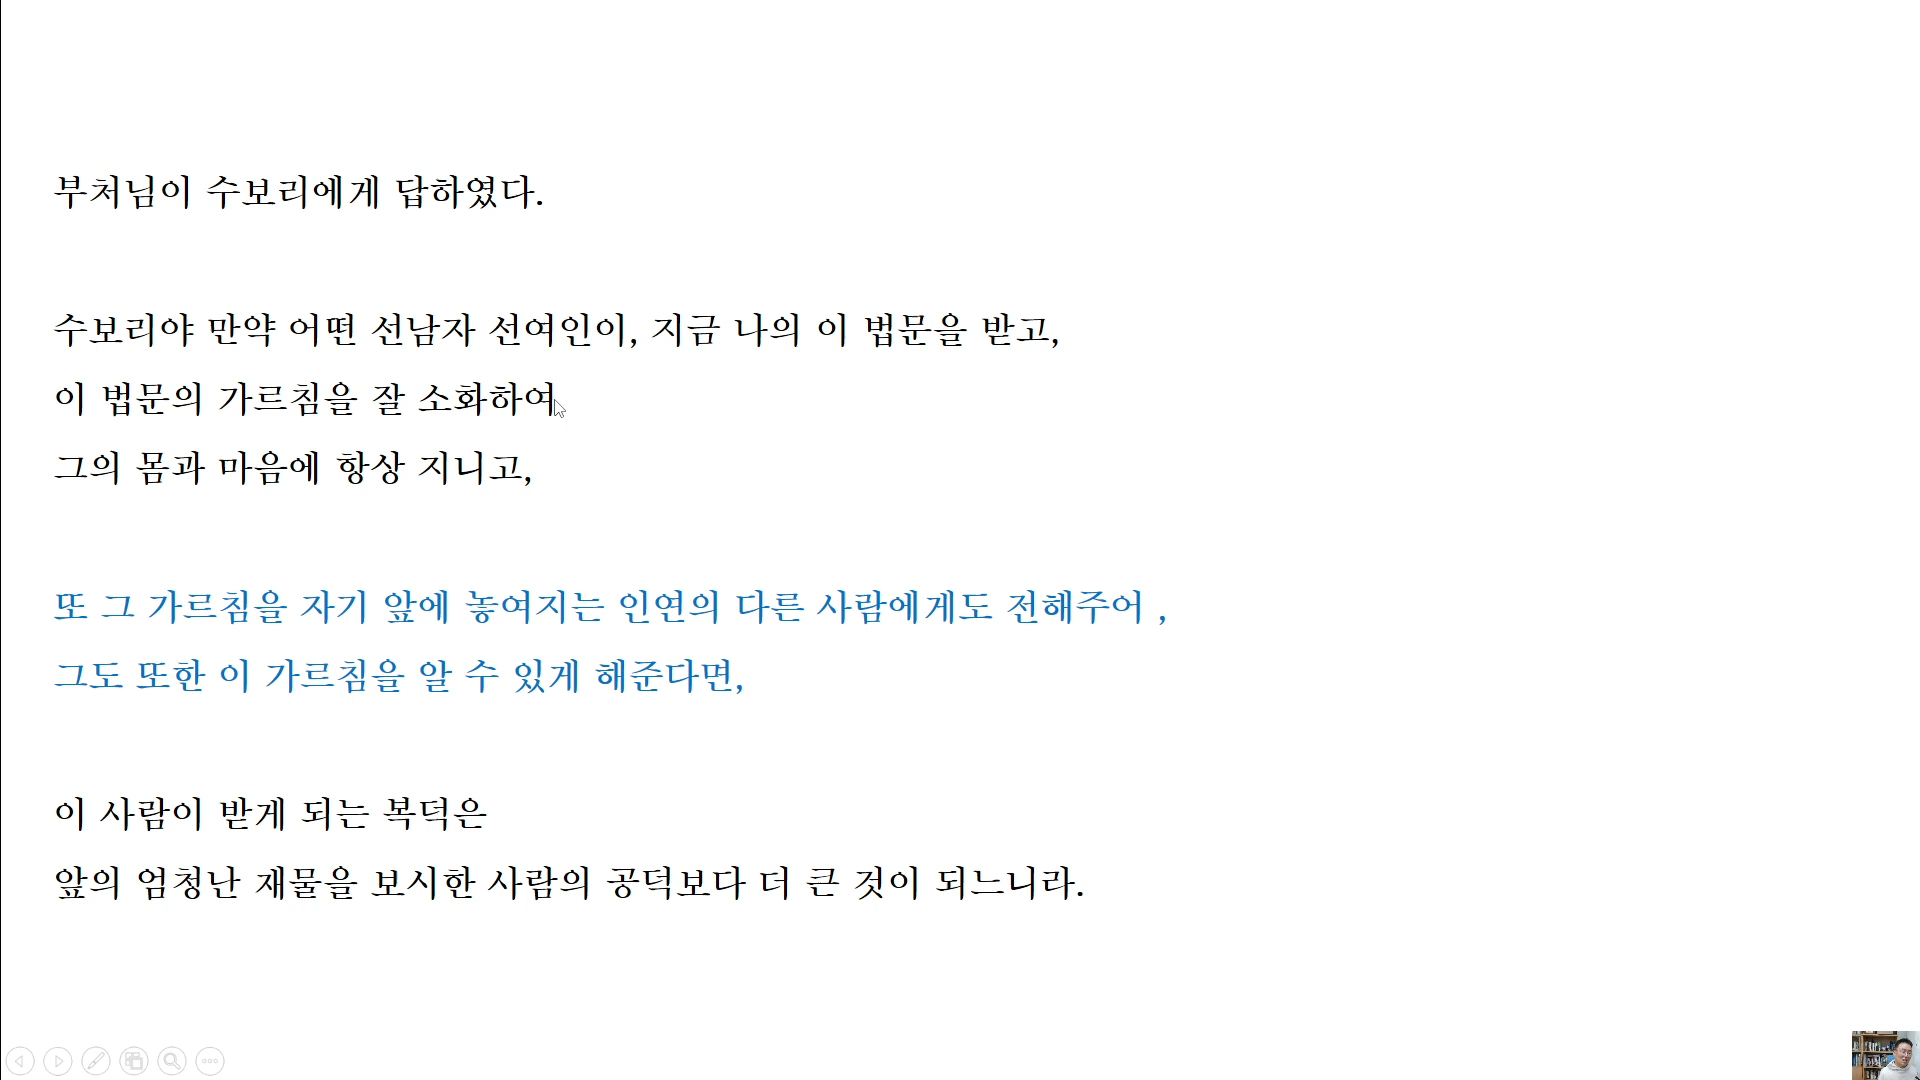 부처님이 수보리에게 답하였다.
수보리야 만약 어떤 선남자 선여인이, 지금 나의 이 법문을 받고,
이 법문의 가르침을 잘 소화하여
그의 몸과 마음에 항상 지니고,
또 그 가르침을 자기 앞에 놓여지는 인연의 다른 사람에게도 전해주어 ,
그도 또한 이 가르침을 알 수 있게 해준다면,
이 사람이 받게 되는 복덕은
앞의 엄청난 재물을 보시한 사람의 공덕보다 더 큰 것이 되느니라.